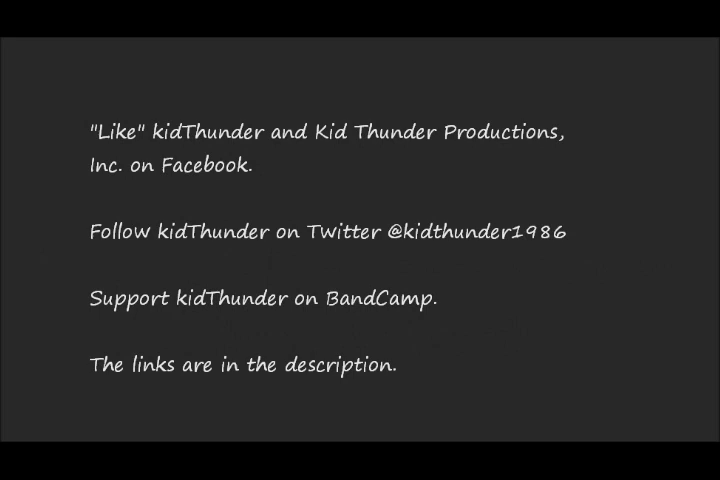 "Like" kidThunder and Kid Thunder Productions,
Inc. on Facebook.
Follow kidThunder on Twitter @kidthunder1986
Support kidThunder on BandCamp.
The links are in the description.